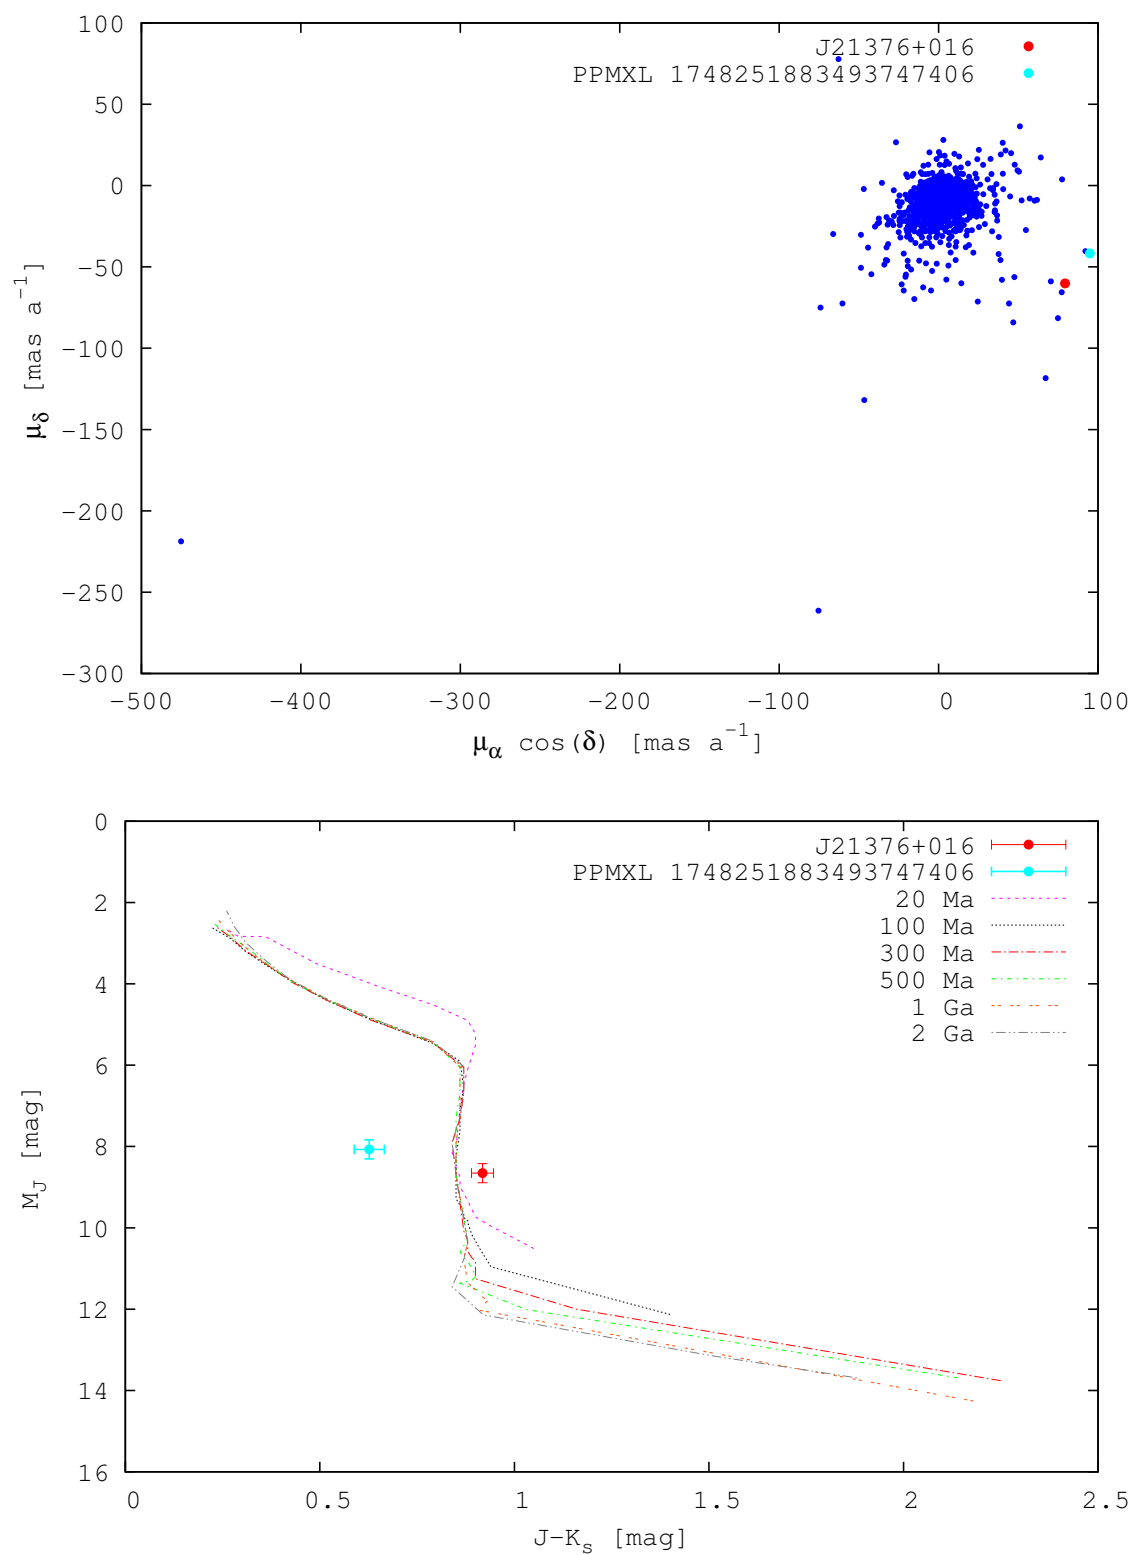 100
50
0
−50
−100
−150
−200
−250
−300
−500 −400 −300 −200 −100 0 100
μδ [mas a−1]
μα cos(δ) [mas a−1]
J21376+016
PPMXL 1748251883493747406
0
2
4
6
8
10
12
14
16
0 0.5 1 1.5 2 2.5
MJ [mag]
J−Ks [mag]
J21376+016
PPMXL 1748251883493747406
20 Ma
100 Ma
300 Ma
500 Ma
1 Ga
2 Ga